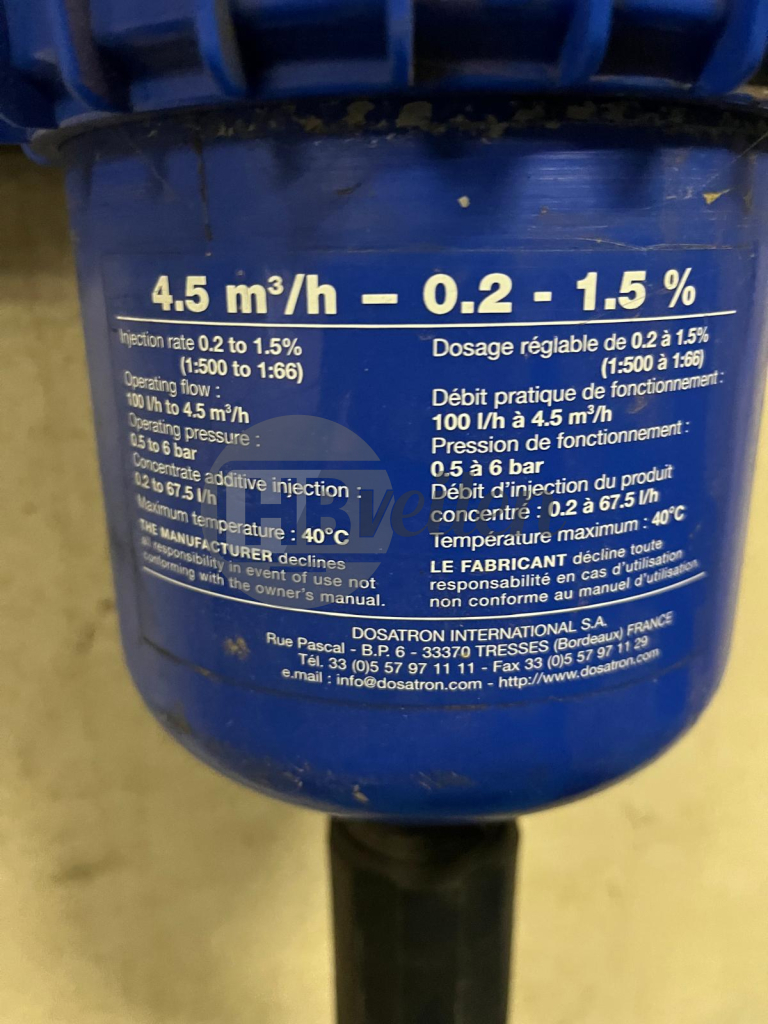 4.5 m³/h – 0.2 - 1.5 %
Injection rate 0.2 to 1.5%
(1:500 to 1:66)
Operating flow :
100 l/h to 4.5 m³/h
Operating pressure :
0.5 to 6 bar
Concentrate additive injection :
0.2 to 67.5 l/h
Maximum temperature : 40°C
THE MANUFACTURER declines
all responsibility in event of use not
conforming with the owner's manual.
Dosage réglable de 0.2 à 1.5%
(1:500 à 1:66)
Débit pratique de fonctionnement :
100 l/h à 4.5 m³/h
Pression de fonctionnement :
0.5 à 6 bar
Débit d'injection du produit
concentré : 0.2 à 67.5 l/h
Température maximum : 40°C
LE FABRICANT décline toute
responsabilité en cas d'utilisation
non conforme au manuel d'utilisation.
DOSATRON INTERNATIONAL S.A.
Rue Pascal - B.P. 6 - 33370 TRESSES (Bordeaux) FRANCE
Tél. 33 (0)5 57 97 11 11 - Fax 33 (0)5 57 97 11 29
e.mail : info@dosatron.com - http://www.dosatron.com